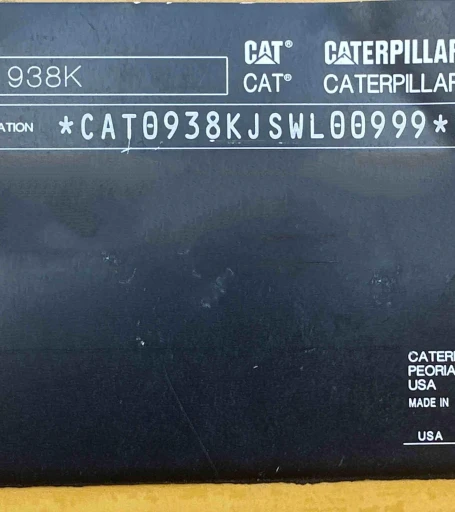 CAT® CATERPILLAR
938K CAT® CATERPILLAR
ATION *CAT0938KJSWL00999*
CATER
PEORIA
USA
MADE IN
USA